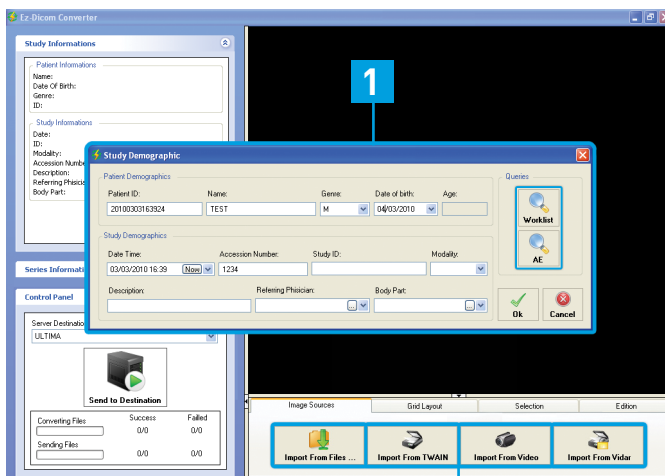 Ez-Dicom Converter
Study Informations
Patient Informations
Name:
Date Of Birth:
Genre:
ID:
Study Informations
Date:
ID:
Modality:
Accession Numbe
Description:
Referring Phisicia
Body Part:
Series Informati
Control Panel
Server Destinatio
ULTIMA
Send to Destination
Success Failled
Converting Files 0/0 0/0
Sending Files 0/0 0/0
1
Study Demographic
Patient Demographics
Patient ID: Name: Genre: Date of birth: Age:
20100303163924 TEST M 04/03/2010
Study Demographics
Date Time: Accession Number: Study ID: Modality:
03/03/2010 16:39 Now 1234
Description: Referring Phisician: Body Part:
... ...
Queries
Worklist
AE
Ok Cancel
Image Sources Grid Layout Selection Edition
Import From Files ... Import From TWAIN Import From Video Import From Vidar